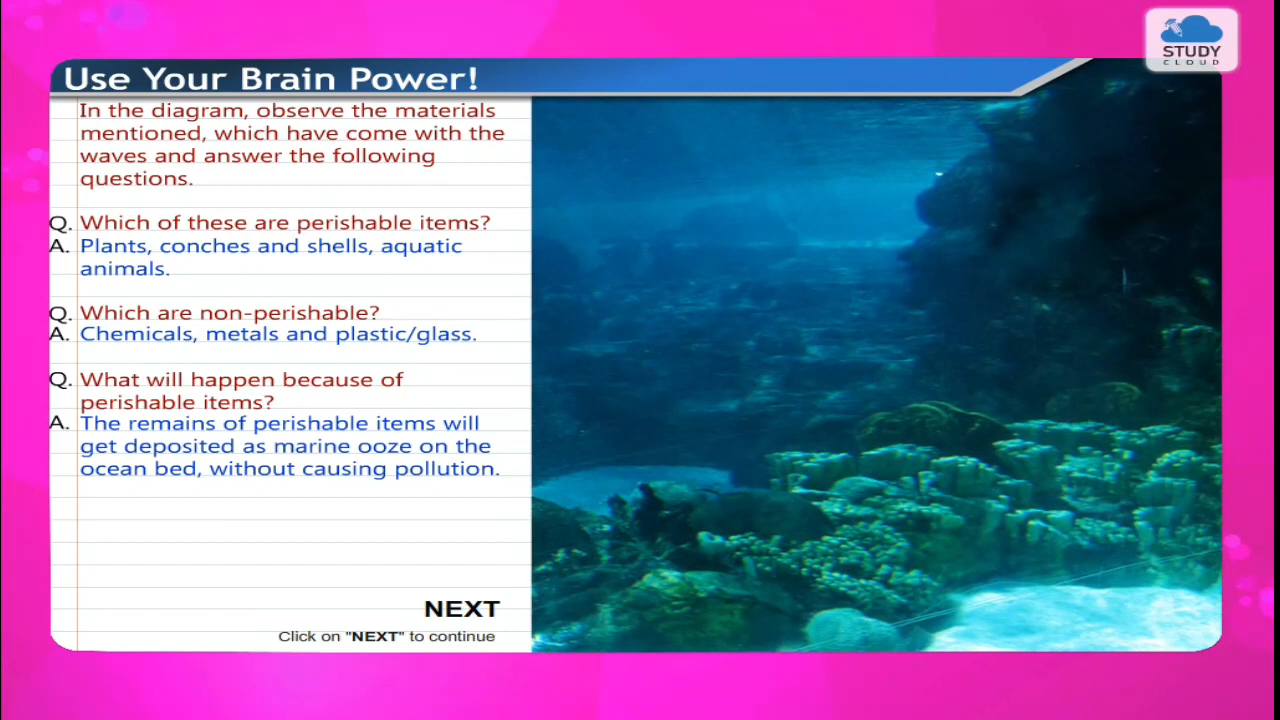 STUDY
CLOUD
Use Your Brain Power!
In the diagram, observe the materials
mentioned, which have come with the
waves and answer the following
questions.
Q. Which of these are perishable items?
A. Plants, conches and shells, aquatic
animals.
Q. Which are non-perishable?
A. Chemicals, metals and plastic/glass.
Q. What will happen because of
perishable items?
A. The remains of perishable items will
get deposited as marine ooze on the
ocean bed, without causing pollution.
NEXT
Click on "NEXT" to continue